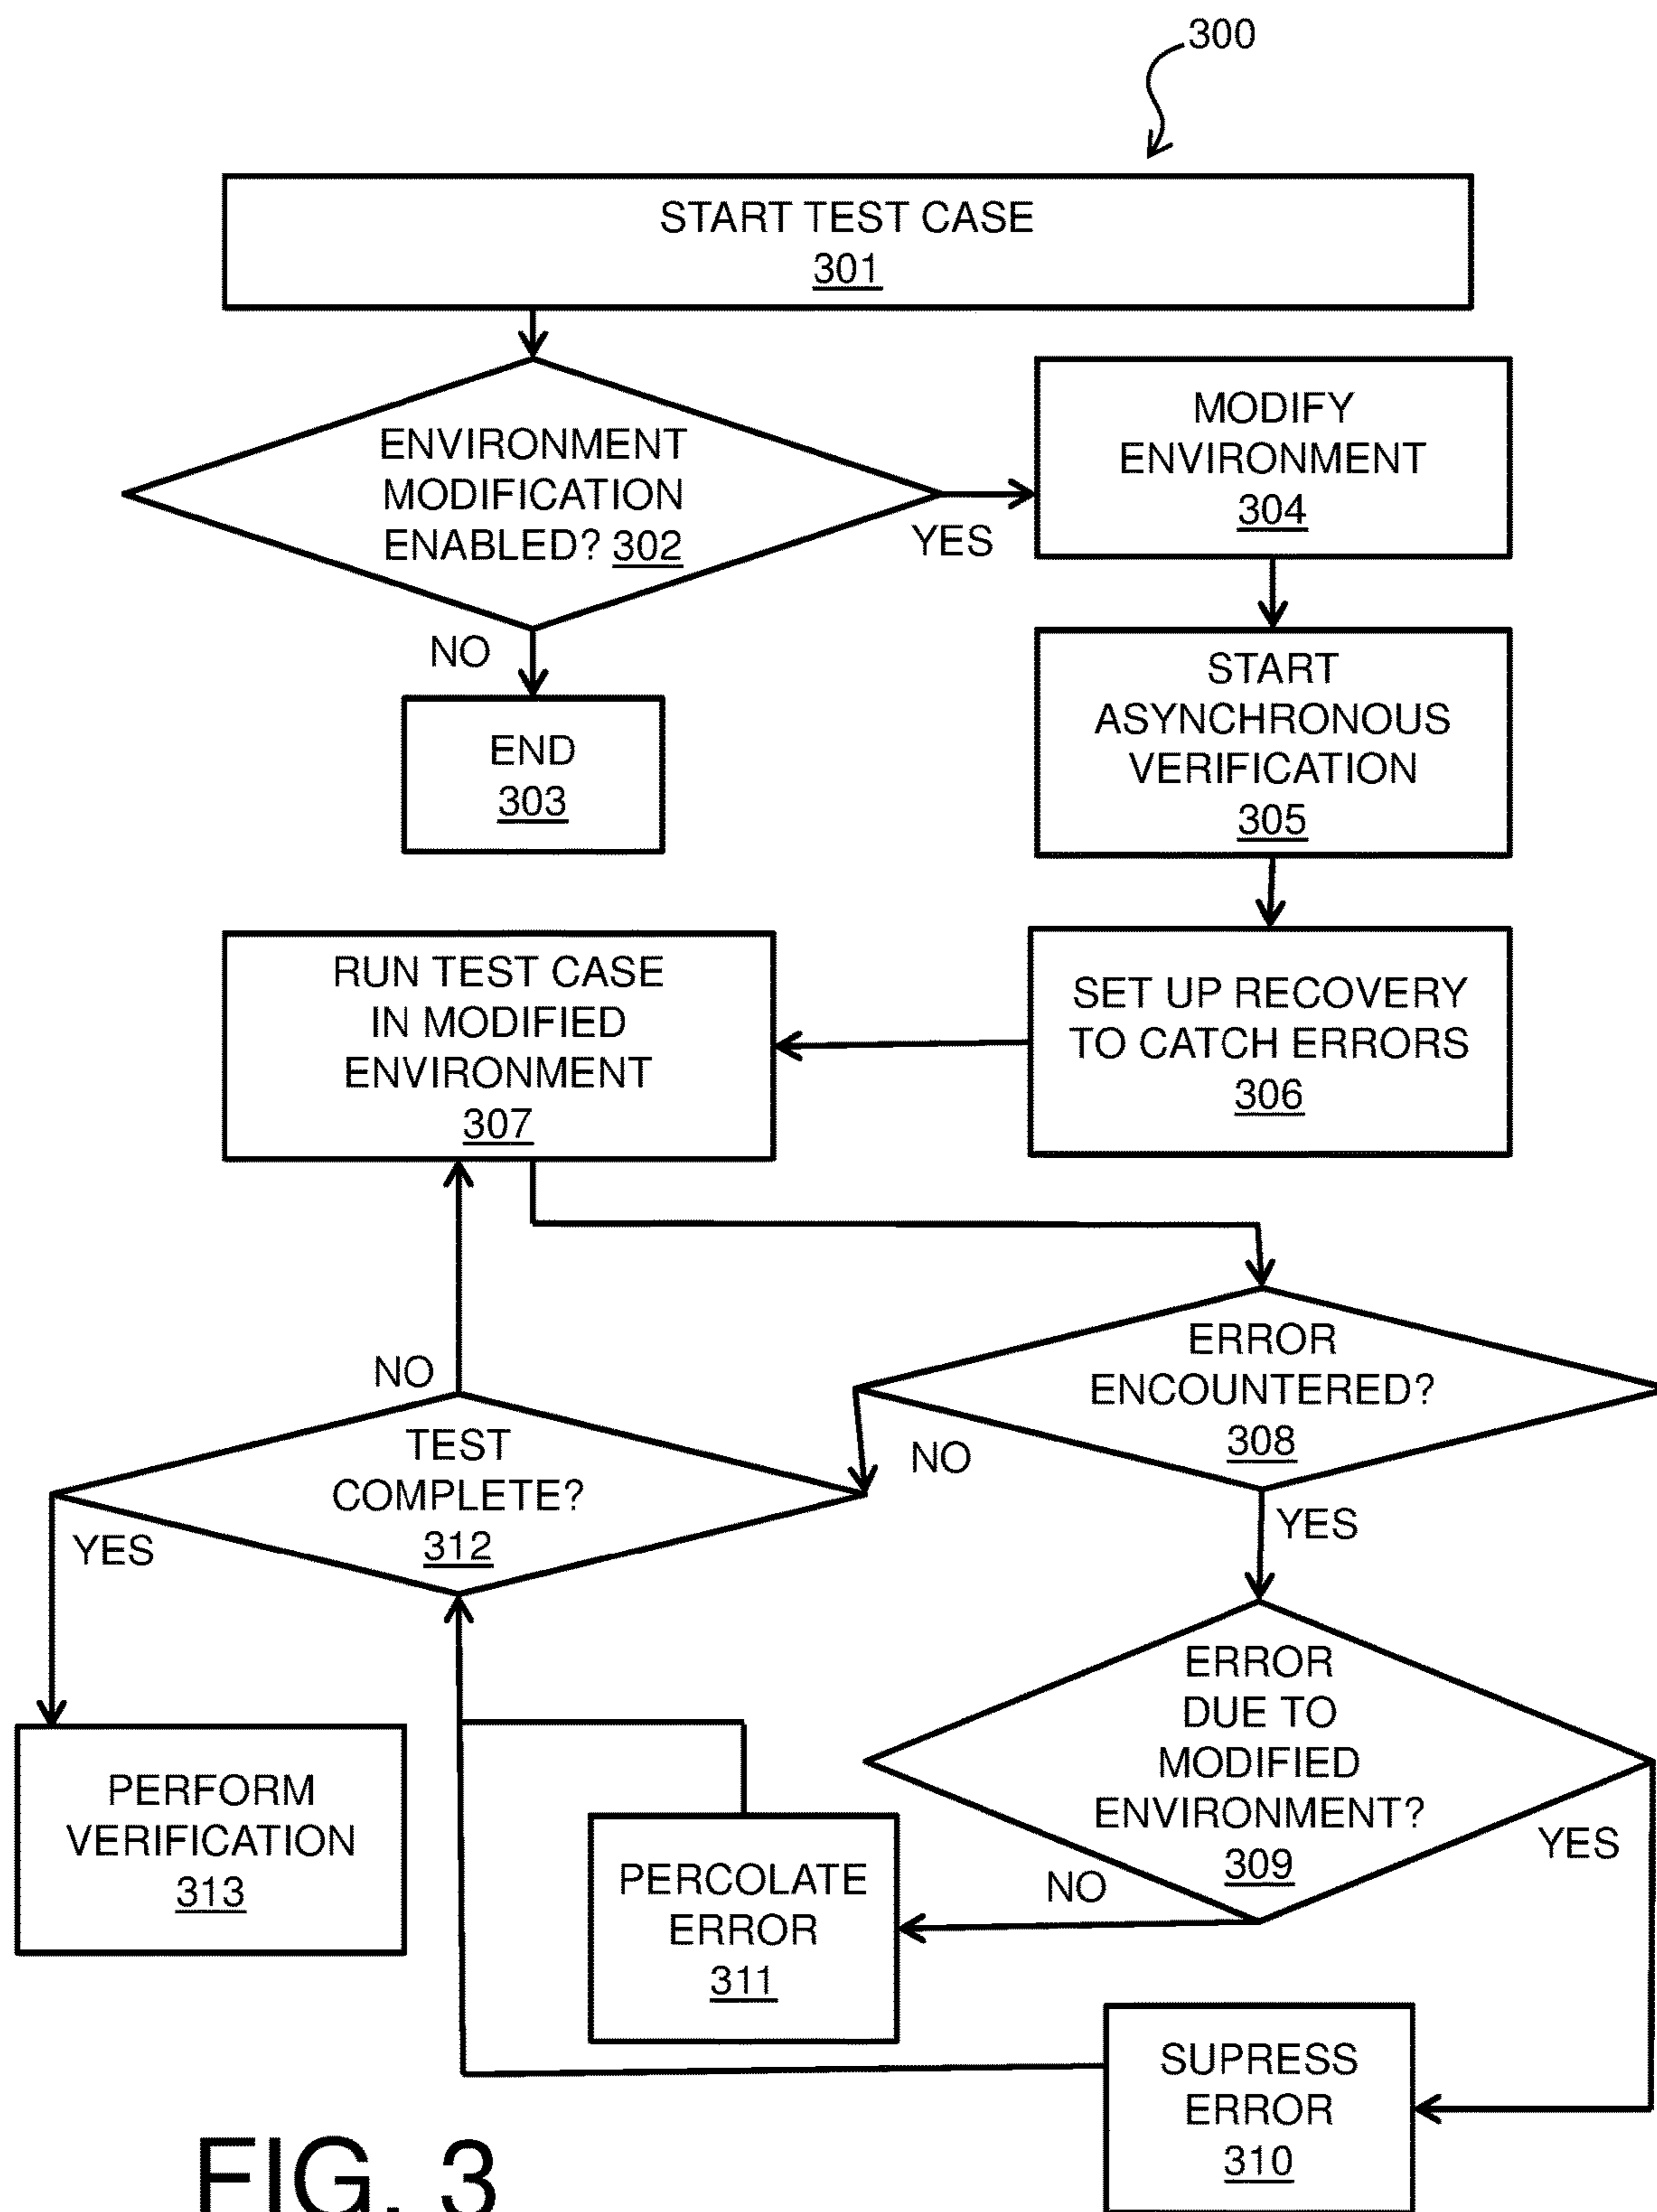 300
START TEST CASE
301
ENVIRONMENT
MODIFICATION
ENABLED? 302
YES
NO
MODIFY
ENVIRONMENT
304
END
303
START
ASYNCHRONOUS
VERIFICATION
305
SET UP RECOVERY
TO CATCH ERRORS
306
RUN TEST CASE
IN MODIFIED
ENVIRONMENT
307
ERROR
ENCOUNTERED?
308
NO
YES
TEST
COMPLETE?
312
NO
YES
ERROR
DUE TO
MODIFIED
ENVIRONMENT?
309
NO
YES
PERFORM
VERIFICATION
313
PERCOLATE
ERROR
311
SUPRESS
ERROR
310
FIG. 3